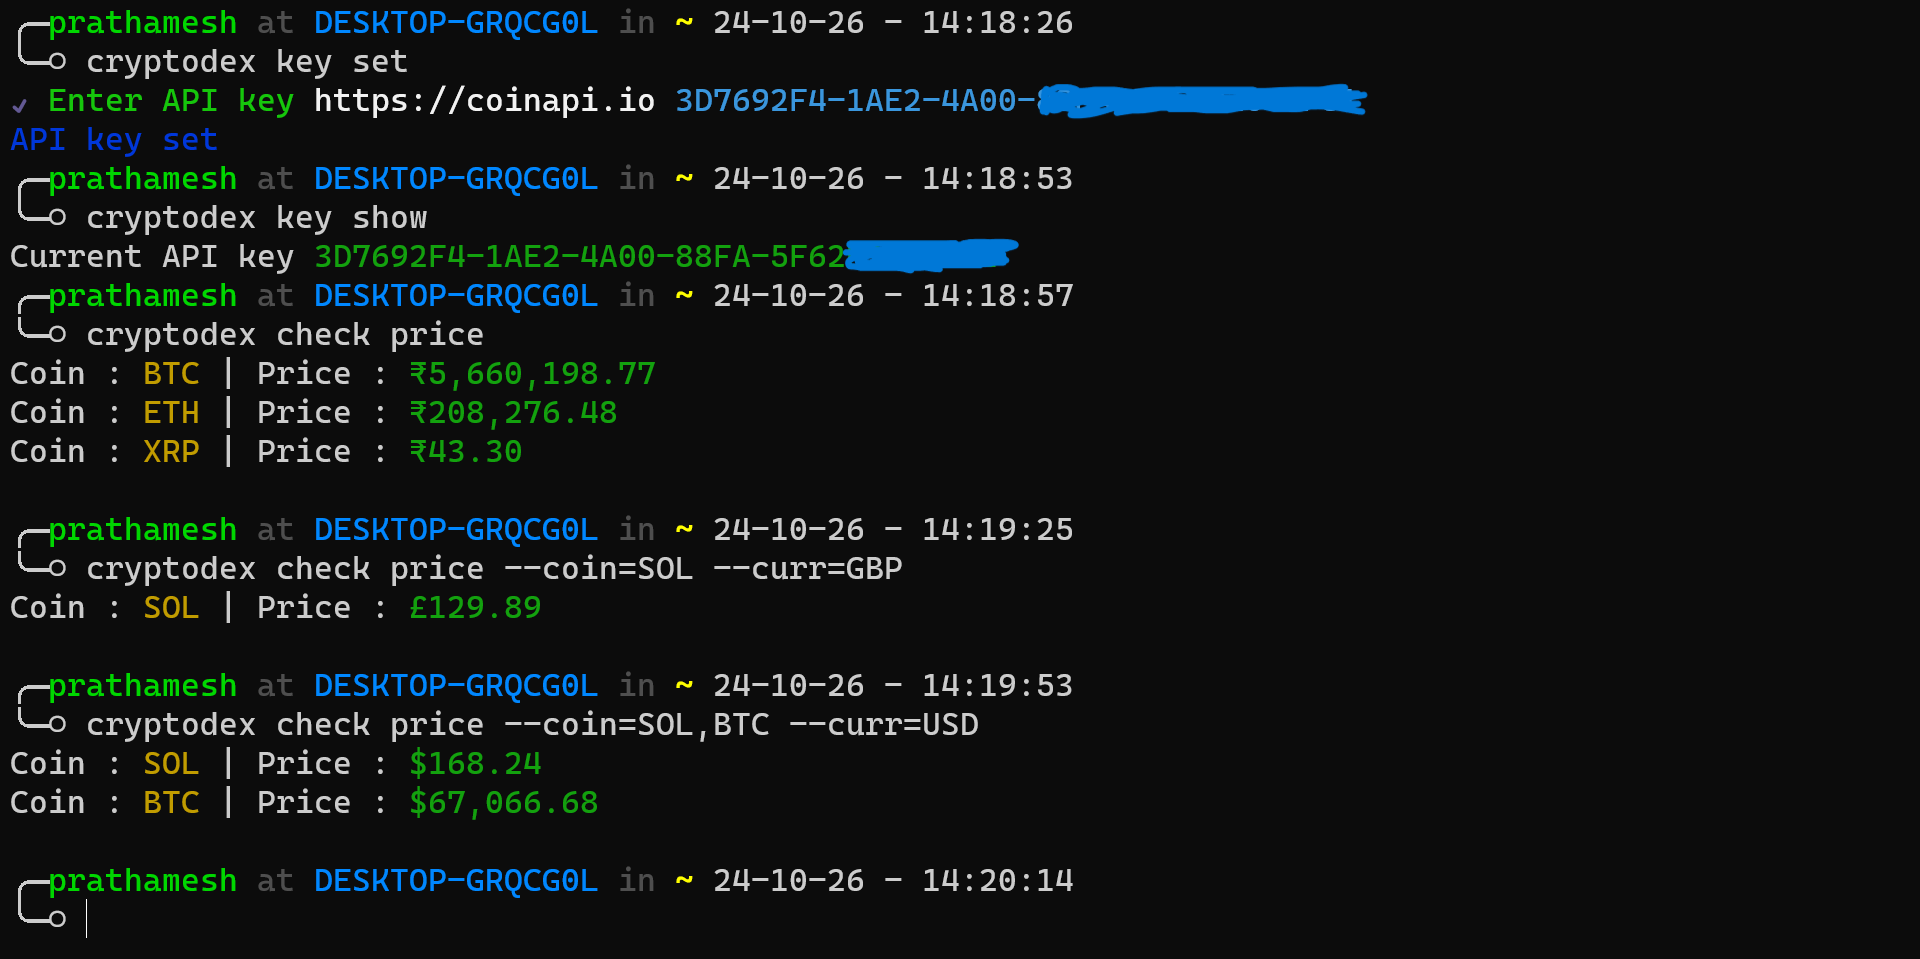 prathamesh at DESKTOP-GRQCG0L in ~ 24-10-26 - 14:18:26
cryptodex key set
✓ Enter API key https://coinapi.io 3D7692F4-1AE2-4A00-
API key set
prathamesh at DESKTOP-GRQCG0L in ~ 24-10-26 - 14:18:53
cryptodex key show
Current API key 3D7692F4-1AE2-4A00-88FA-5F62
prathamesh at DESKTOP-GRQCG0L in ~ 24-10-26 - 14:18:57
cryptodex check price
Coin : BTC | Price : ₹5,660,198.77
Coin : ETH | Price : ₹208,276.48
Coin : XRP | Price : ₹43.30
prathamesh at DESKTOP-GRQCG0L in ~ 24-10-26 - 14:19:25
cryptodex check price --coin=SOL --curr=GBP
Coin : SOL | Price : £129.89
prathamesh at DESKTOP-GRQCG0L in ~ 24-10-26 - 14:19:53
cryptodex check price --coin=SOL,BTC --curr=USD
Coin : SOL | Price : $168.24
Coin : BTC | Price : $67,066.68
prathamesh at DESKTOP-GRQCG0L in ~ 24-10-26 - 14:20:14